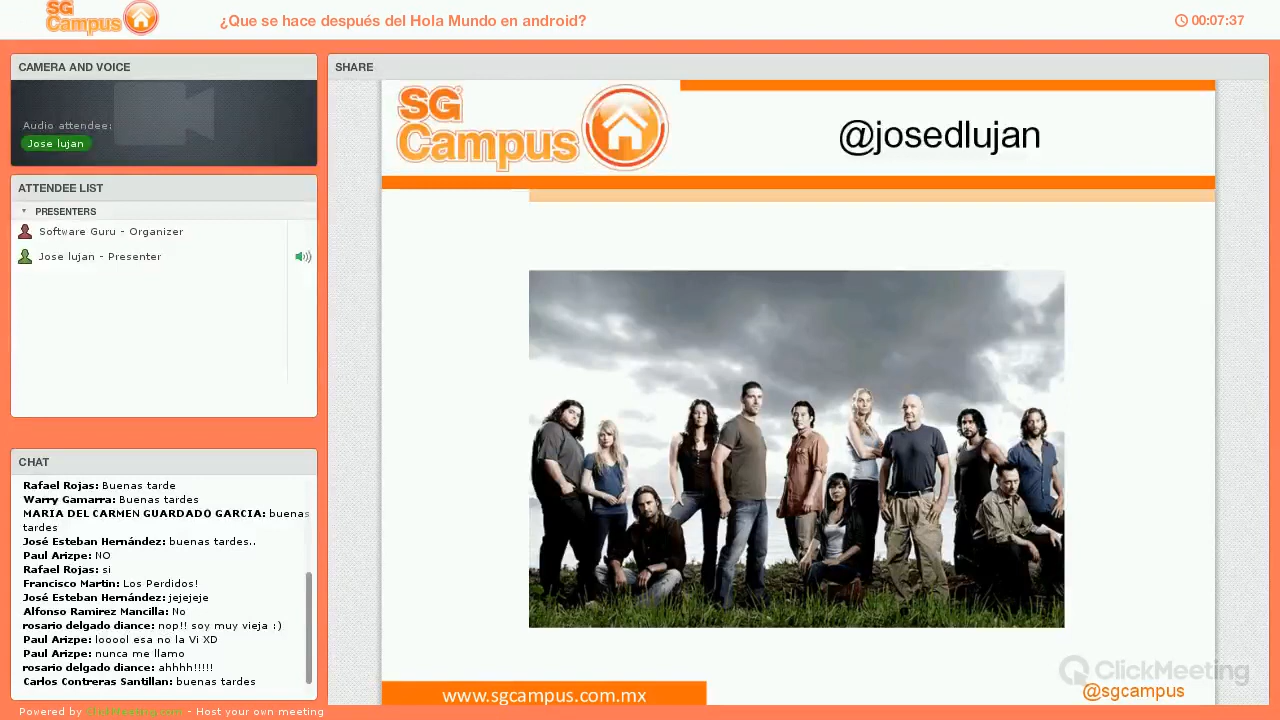 SG
Campus
¿Que se hace después del Hola Mundo en android?
00:07:37
CAMERA AND VOICE
Audio attendee:
Jose lujan
ATTENDEE LIST
PRESENTERS
Software Guru - Organizer
Jose lujan - Presenter
CHAT
Rafael Rojas: Buenas tarde
Warry Gamarra: Buenas tardes
MARIA DEL CARMEN GUARDADO GARCIA: buenas
tardes
José Esteban Hernández: buenas tardes..
Paul Arizpe: NO
Rafael Rojas: si
Francisco Martin: Los Perdidos!
José Esteban Hernández: jejejeje
Alfonso Ramirez Mancilla: No
rosario delgado diance: nop!! soy muy vieja :)
Paul Arizpe: looool esa no la Vi XD
Paul Arizpe: nunca me llamo
rosario delgado diance: ahhhh!!!!!
Carlos Contreras Santillan: buenas tardes
Powered by ClickMeeting.com - Host your own meeting
SHARE
SG
Campus
@josedlujan
www.sgcampus.com.mx
ClickMeeting
@sgcampus